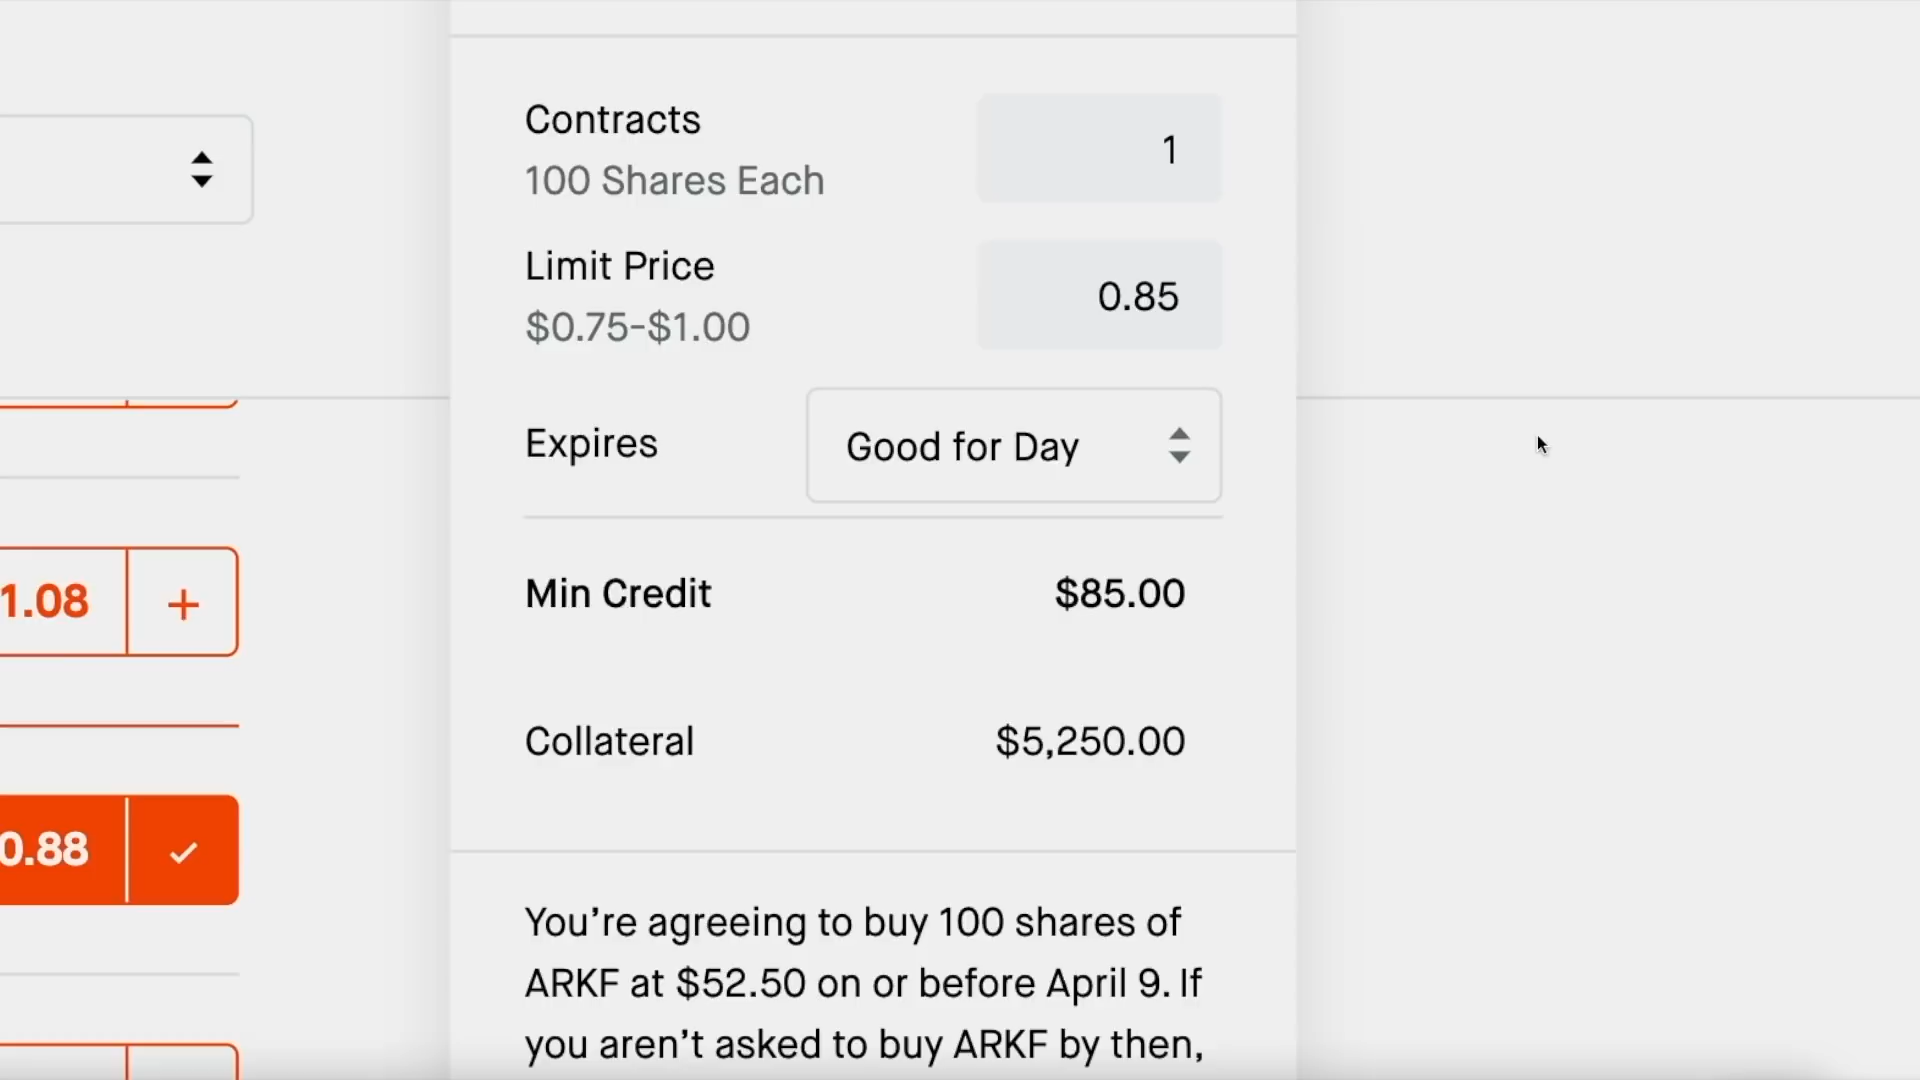 Contracts
1
100 Shares Each
Limit Price
0.85
$0.75-$1.00
Expires
Good for Day
1.08
+
Min Credit
$85.00
Collateral
$5,250.00
0.88
You're agreeing to buy 100 shares of
ARKF at $52.50 on or before April 9. If
you aren't asked to buy ARKF by then,